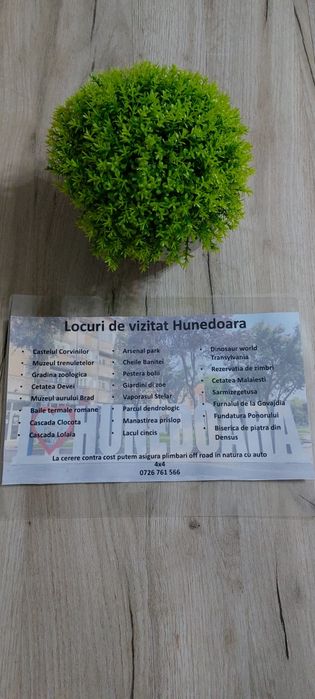 Locuri de vizitat Hunedoara
Castelul Corvinilor
Muzeul trenuletelor
Gradina zoologica
Cetatea Devei
Muzeul aurului Brad
Baile termale romane
Cascada Clocota
Cascada Lolaia
Arsenal park
Cheile Banitei
Pestera bolii
Giardini di zoe
Vaporasul Stelar
Parcul dendrologic
Manastirea prislop
Lacul cincis
Dinosaur world
Transylvania
Rezervatia de zimbri
Cetatea Malaiesti
Sarmizegetusa
Furnalul de la Govajdia
Fundatura Ponorului
Biserica de piatra din
Densus
La cerere contra cost putem asigura plimbari off road in natura cu auto
4x4
0726 761 566